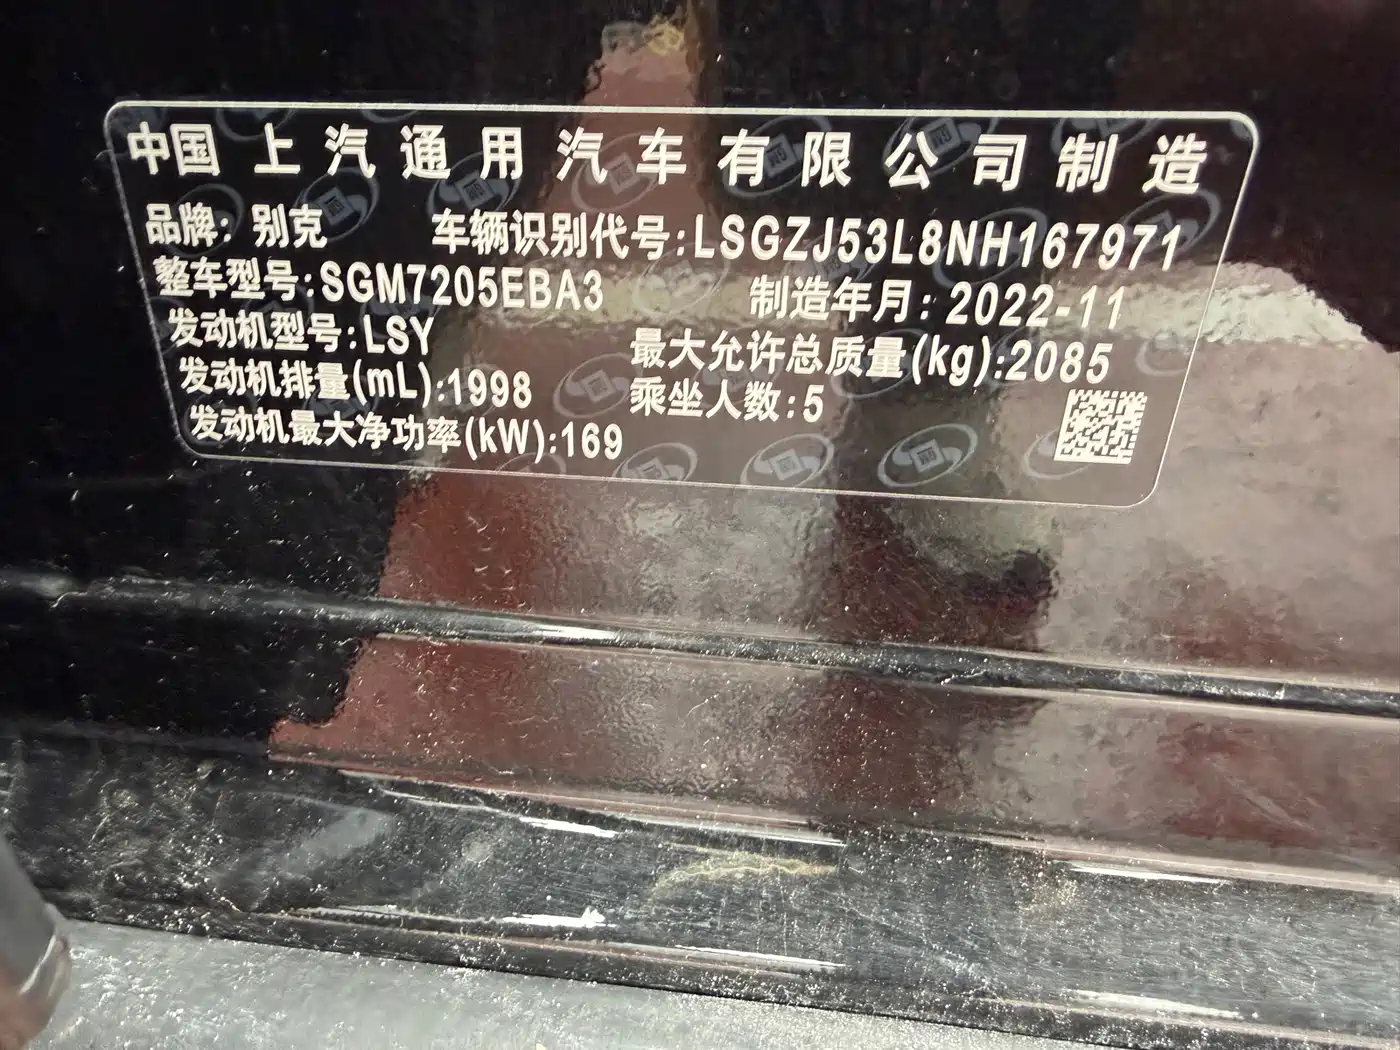 中国上汽通用汽车有限公司制造
品牌：别克 车辆识别代号:LSGZJ53L8NH167971
整车型号:SGM7205EBA3 制造年月：2022-11
发动机型号:LSY 最大允许总质量(kg):2085
发动机排量(mL):1998 乘坐人数:5
发动机最大净功率(kW):169